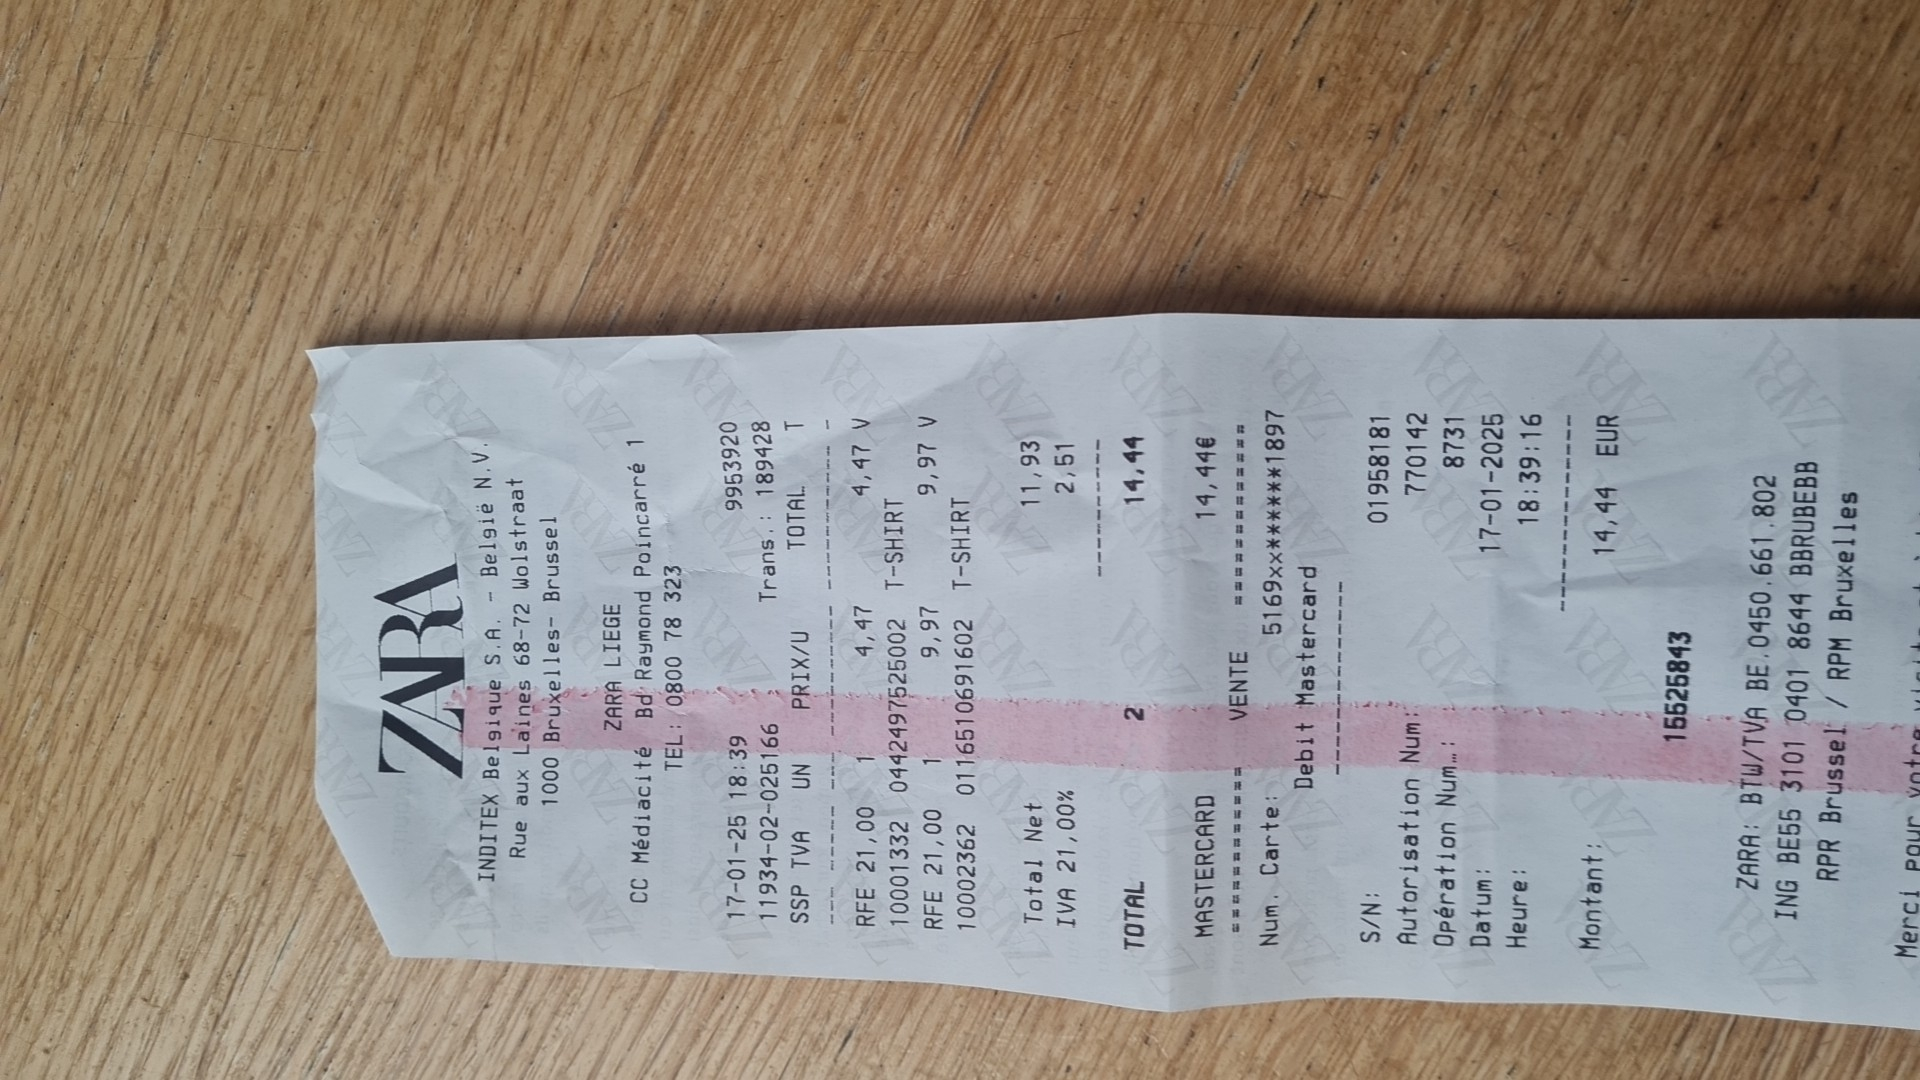 ZARA
INDITEX Belgique S.A. - België N.V.
Rue aux Laines 68-72 Wolstraat
1000 Bruxelles- Brussel
ZARA LIEGE
CC Médiacité Bd Raymond Poincarré 1
TEL: 0800 78 323
17-01-25 18:39 9953920
11934-02-025166 Trans.: 189428
SSP TVA UN PRIX/U TOTAL T
RFE 21,00 1 4,47 4,47 V
10001332 0442497525002 T-SHIRT
RFE 21,00 1 9,97 9,97 V
10002362 0116510691602 T-SHIRT
Total Net 11,93
IVA 21,00% 2,51
TOTAL 2 14,44
MASTERCARD 14,44€
=========== VENTE ===========
Num. Carte: 5169xx******1897
Debit Mastercard
S/N: 01958181
Autorisation Num: 770142
Opération Num…: 8731
Datum: 17-01-2025
Heure: 18:39:16
Montant: 14,44 EUR
15526843
ZARA: BTW/TVA BE.0450.661.802
ING BE55 3101 0401 8644 BBRUBEBB
RPR Brussel / RPM Bruxelles
Merci pour votre visite